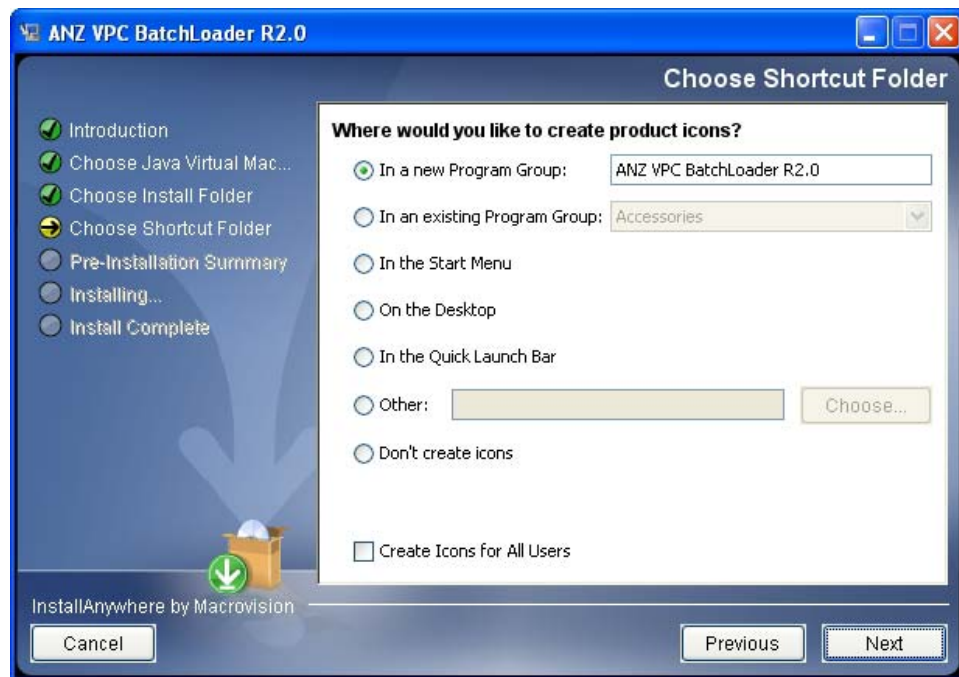 ANZ VPC BatchLoader R2.0
Choose Shortcut Folder
Introduction
Choose Java Virtual Mac...
Choose Install Folder
Choose Shortcut Folder
Pre-Installation Summary
Installing...
Install Complete
Where would you like to create product icons?
In a new Program Group: ANZ VPC BatchLoader R2.0
In an existing Program Group: Accessories
In the Start Menu
On the Desktop
In the Quick Launch Bar
Other: Choose...
Don't create icons
Create Icons for All Users
InstallAnywhere by Macrovision
Cancel Previous Next